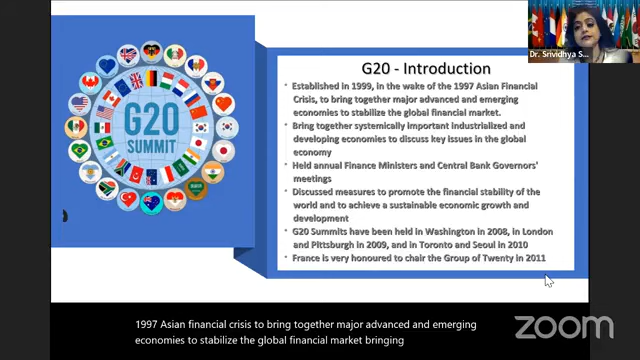 Dr. Srividhya S...
G20
SUMMIT
G20 - Introduction
Established in 1999, in the wake of the 1997 Asian Financial
Crisis, to bring together major advanced and emerging
economies to stabilize the global financial market.
Bring together systemically important industrialized and
developing economies to discuss key issues in the global
economy
Held annual Finance Ministers and Central Bank Governors'
meetings
Discussed measures to promote the financial stability of the
world and to achieve a sustainable economic growth and
development
G20 Summits have been held in Washington in 2008, in London
and Pittsburgh in 2009, and in Toronto and Seoul in 2010
France is very honoured to chair the Group of Twenty in 2011
1997 Asian financial crisis to bring together major advanced and emerging
economies to stabilize the global financial market bringing
zoom